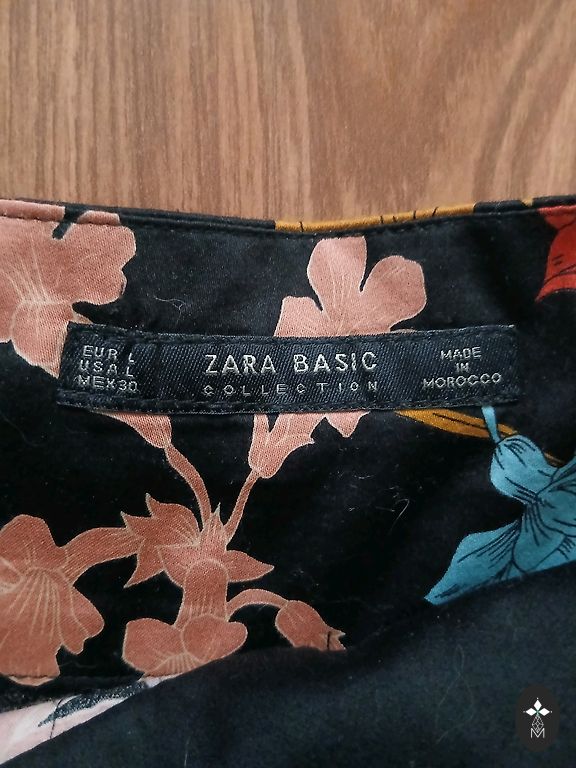 EUR L
USA L
MEX 30
ZARA BASIC
COLLECTION
MADE
IN
MOROCCO